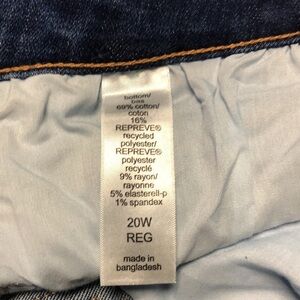 bottom/
bas
69% cotton/
coton
16%
REPREVE®
recycled
polyester/
REPREVE®
polyester
recyclé
9% rayon/
rayonne
5% elasterell-p
1% spandex
20W
REG
made in
bangladesh